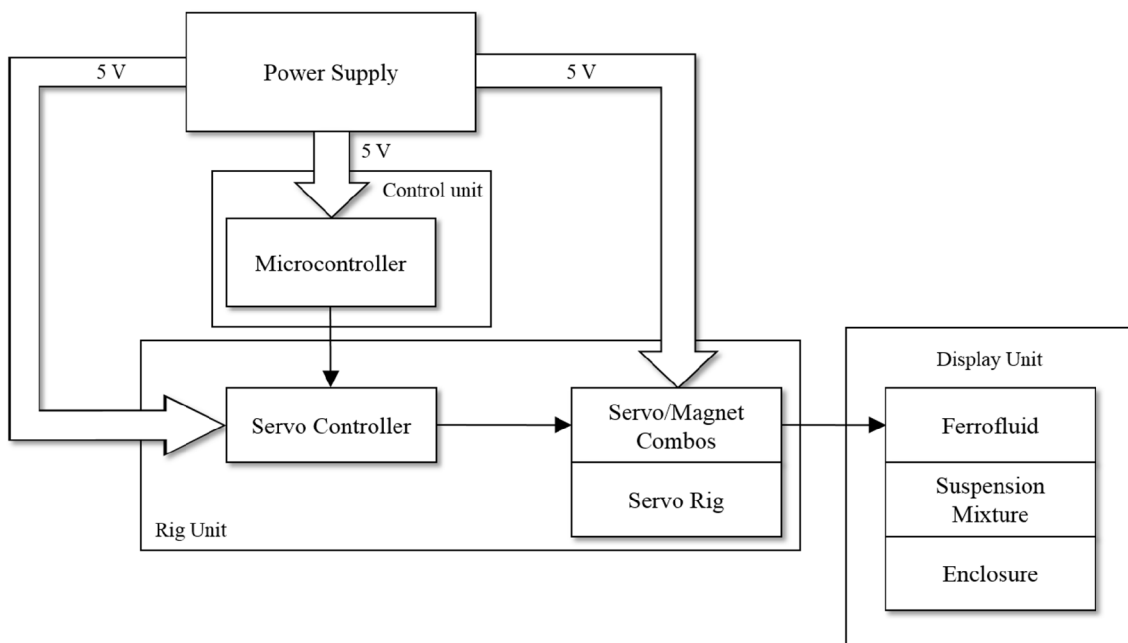 5 V
Power Supply
5 V
5 V
Control unit
Microcontroller
Display Unit
Servo Controller
Servo/Magnet
Combos
Ferrofluid
Servo Rig
Suspension
Mixture
Rig Unit
Enclosure